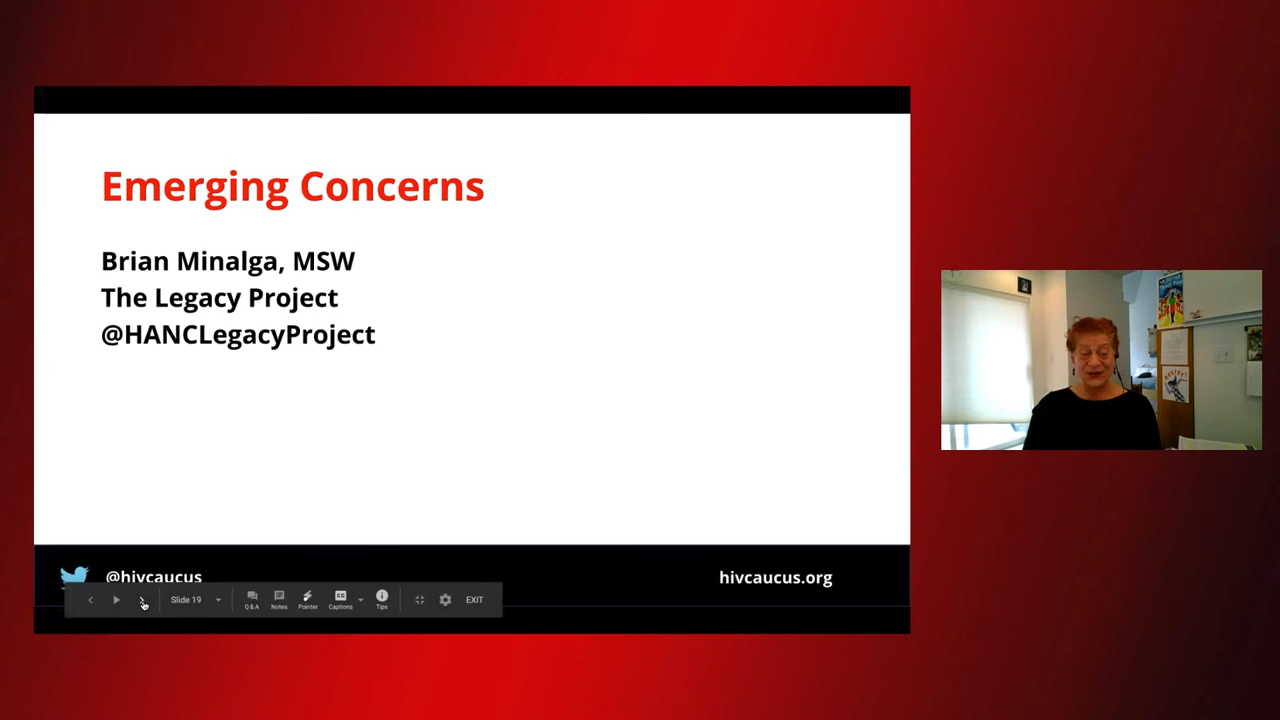 Emerging Concerns
Brian Minalga, MSW
The Legacy Project
@HANCLegacyProject
@hivcaucus
hivcaucus.org
Slide 19
Q & A
Notes
Pointer
Captions
Tips
EXIT